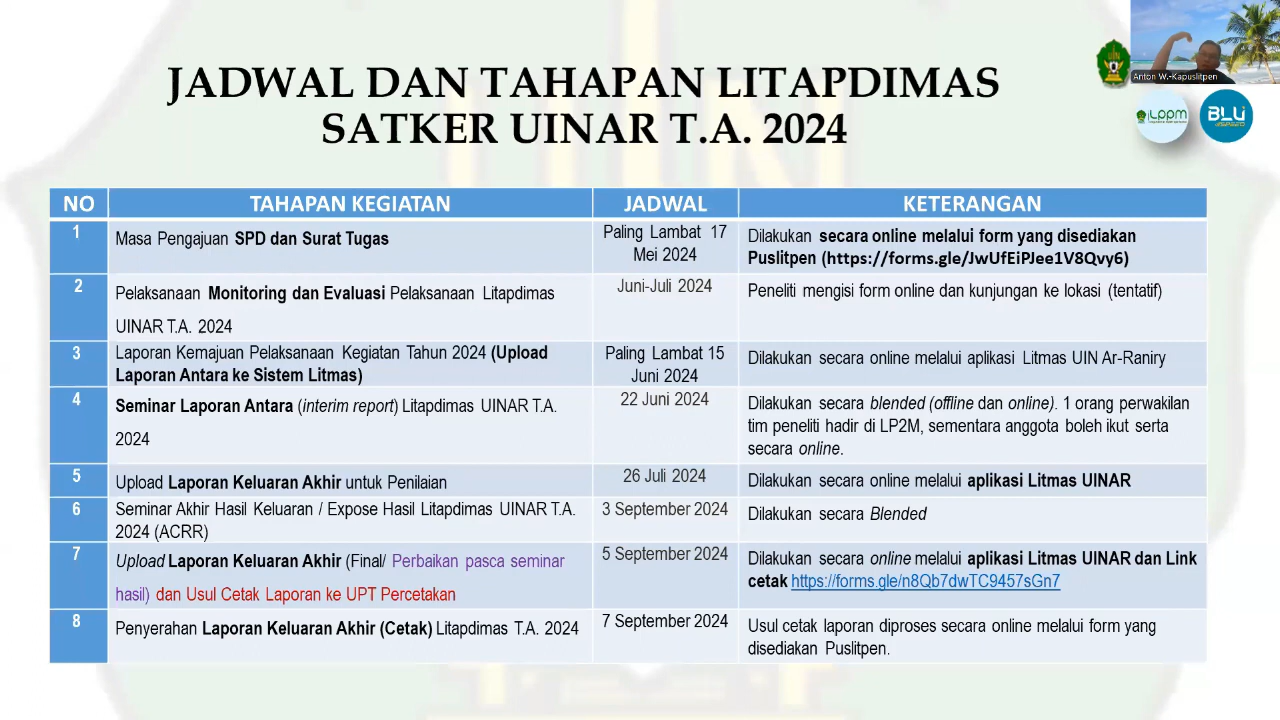 JADWAL DAN TAHAPAN LITAPDIMAS
SATKER UINAR T.A. 2024
Anton W.-Kapuslitpen
LPPM
BLU
NO TAHAPAN KEGIATAN JADWAL KETERANGAN
1
Masa Pengajuan SPD dan Surat Tugas
Paling Lambat 17
Mei 2024
Dilakukan secara online melalui form yang disediakan
Puslitpen (https://forms.gle/JwUfEiPJee1V8Qvy6)
2
Pelaksanaan Monitoring dan Evaluasi Pelaksanaan Litapdimas
UINAR T.A. 2024
Juni-Juli 2024
Peneliti mengisi form online dan kunjungan ke lokasi (tentatif)
3
Laporan Kemajuan Pelaksanaan Kegiatan Tahun 2024 (Upload
Laporan Antara ke Sistem Litmas)
Paling Lambat 15
Juni 2024
Dilakukan secara online melalui aplikasi Litmas UIN Ar-Raniry
4
Seminar Laporan Antara (interim report) Litapdimas UINAR T.A.
2024
22 Juni 2024
Dilakukan secara blended (offline dan online). 1 orang perwakilan
tim peneliti hadir di LP2M, sementara anggota boleh ikut serta
secara online.
5
Upload Laporan Keluaran Akhir untuk Penilaian
26 Juli 2024
Dilakukan secara online melalui aplikasi Litmas UINAR
6
Seminar Akhir Hasil Keluaran / Expose Hasil Litapdimas UINAR T.A.
2024 (ACRR)
3 September 2024
Dilakukan secara Blended
7
Upload Laporan Keluaran Akhir (Final/ Perbaikan pasca seminar
hasil) dan Usul Cetak Laporan ke UPT Percetakan
5 September 2024
Dilakukan secara online melalui aplikasi Litmas UINAR dan Link
cetak https://forms.gle/n8Qb7dwTC9457sGn7
8
Penyerahan Laporan Keluaran Akhir (Cetak) Litapdimas T.A. 2024
7 September 2024
Usul cetak laporan diproses secara online melalui form yang
disediakan Puslitpen.